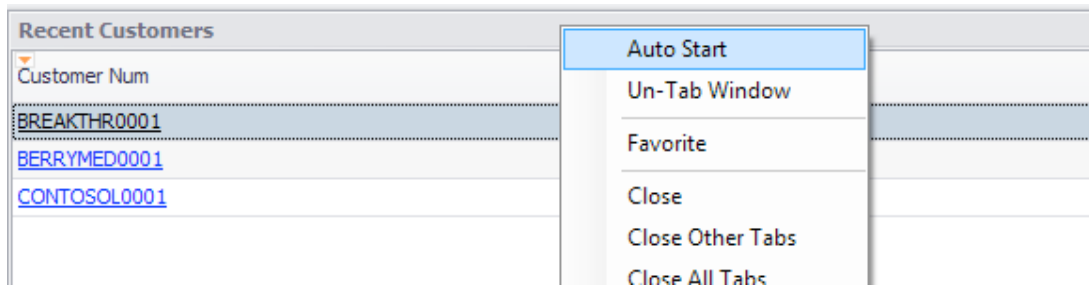 Recent Customers
Customer Num
BREAKTHR0001
BERRYMED0001
CONTOSOL0001
Auto Start
Un-Tab Window
Favorite
Close
Close Other Tabs
Close All Tabs